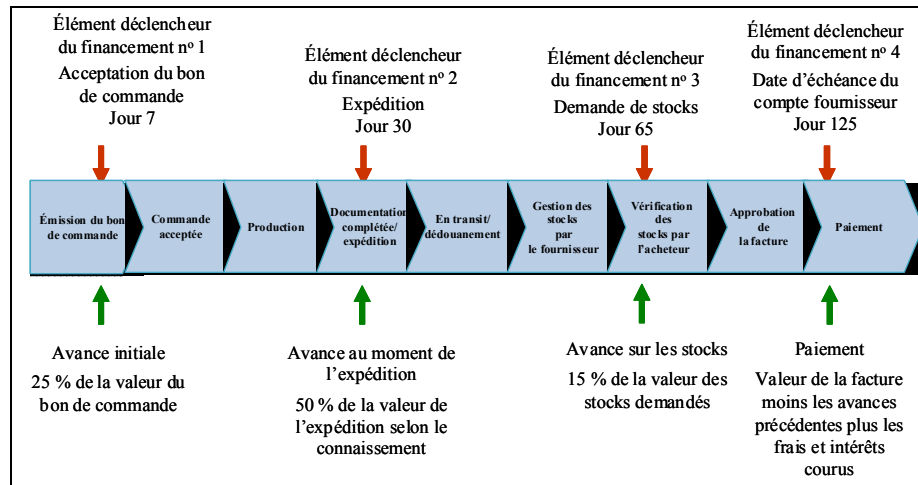 Élément déclencheur
du financement nº 1
Acceptation du bon
de commande
Jour 7
Élément déclencheur
du financement nº 2
Expédition
Jour 30
Élément déclencheur
du financement nº 3
Demande de stocks
Jour 65
Élément déclencheur
du financement nº 4
Date d'échéance du
compte fournisseur
Jour 125
Émission du bon
de commande
Commande
acceptée
Production
Documentation
complétée/
expédition
En transit/
dédouanement
Gestion des
stocks
par
le fournisseur
Vérification
des
stocks par
l'acheteur
Approbation
de
la facture
Paiement
Avance initiale
25 % de la valeur du
bon de commande
Avance au moment de
l'expédition
50 % de la valeur de
l'expédition selon le
connaissement
Avance sur les stocks
15 % de la valeur des
stocks demandés
Paiement
Valeur de la facture
moins les avances
précédentes plus les
frais et intérêts
courus